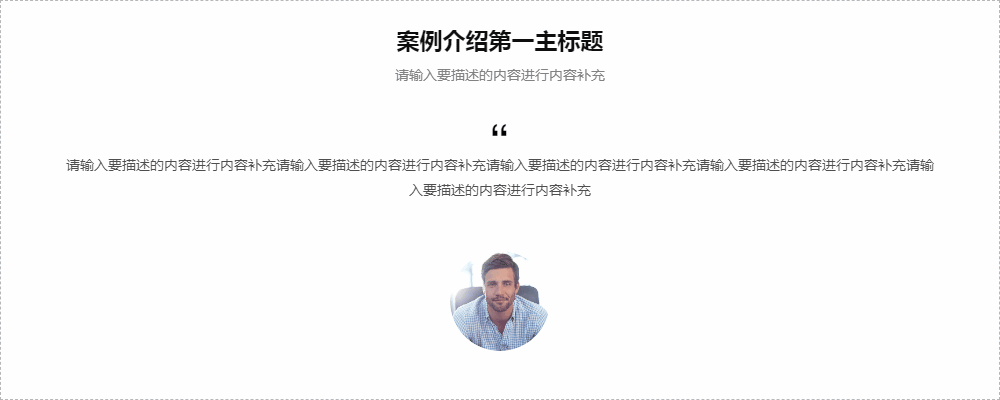 案例介绍第一主标题
请输入要描述的内容进行内容补充
“
请输入要描述的内容进行内容补充请输入要描述的内容进行内容补充请输入要描述的内容进行内容补充请输入要描述的内容进行内容补充请输
入要描述的内容进行内容补充